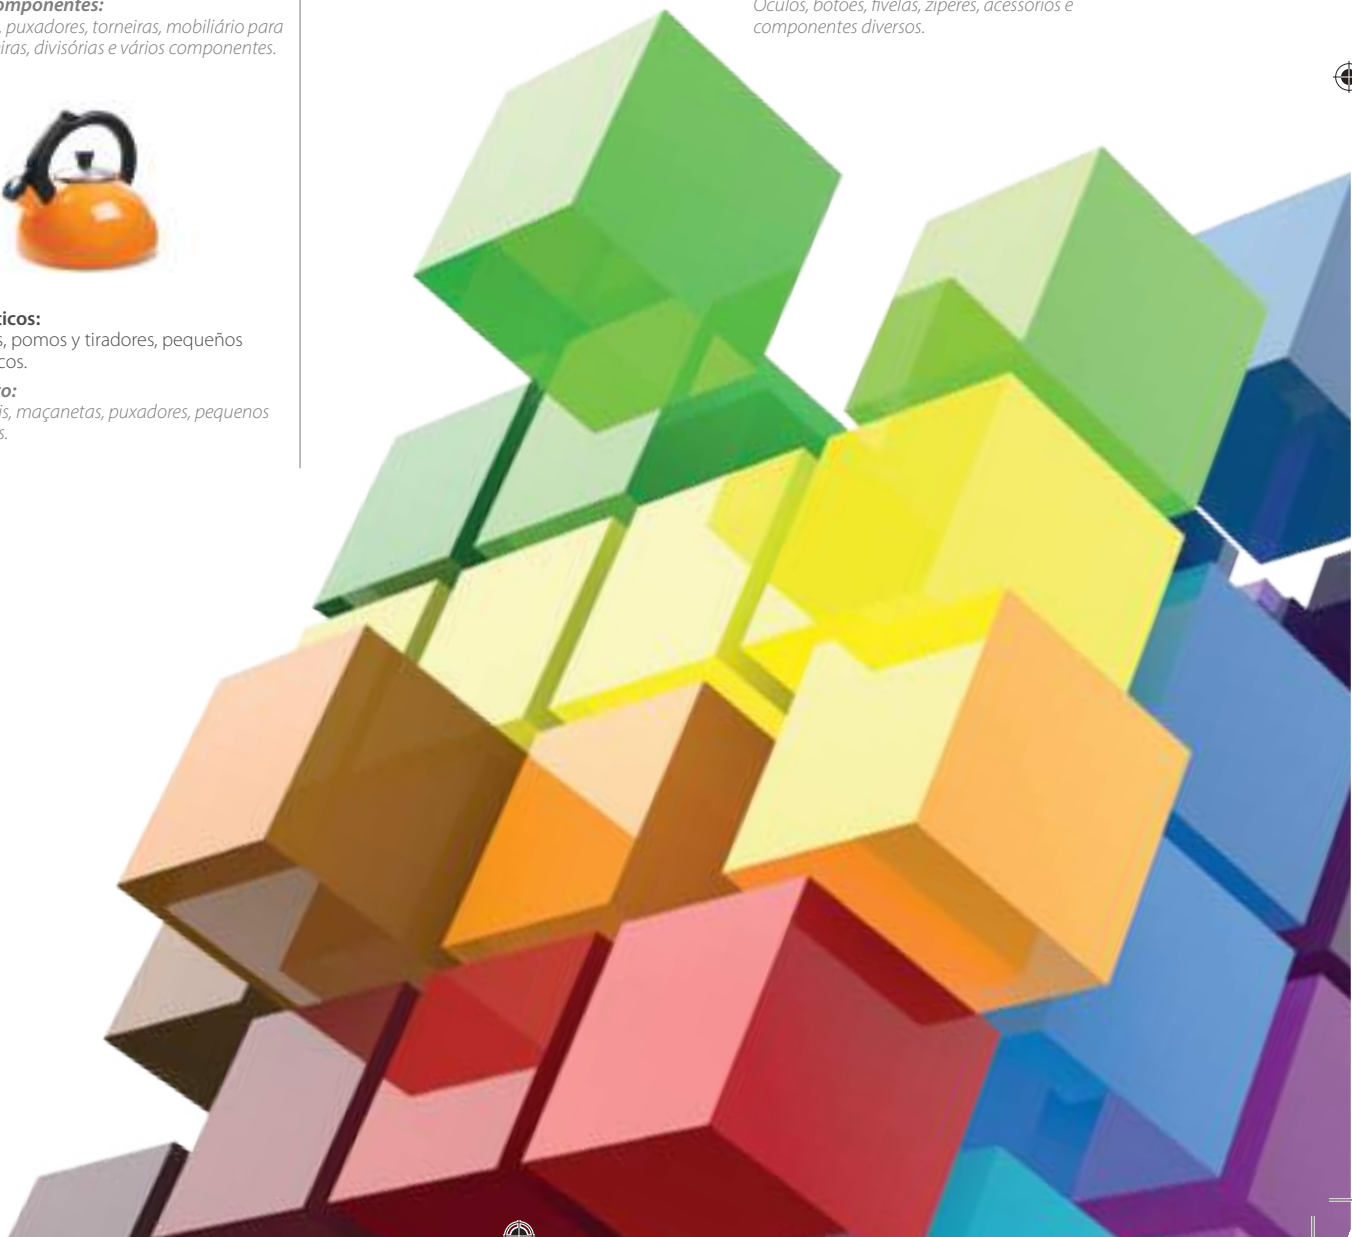 omponentes:
, puxadores, torneiras, mobiliário para
iras, divisórias e vários componentes.
ticos:
s, pomos y tiradores, pequeños
cos.
o:
is, maçanetas, puxadores, pequenos
s.
Óculos, botões, fivelas, zíperes, acessórios e
componentes diversos.